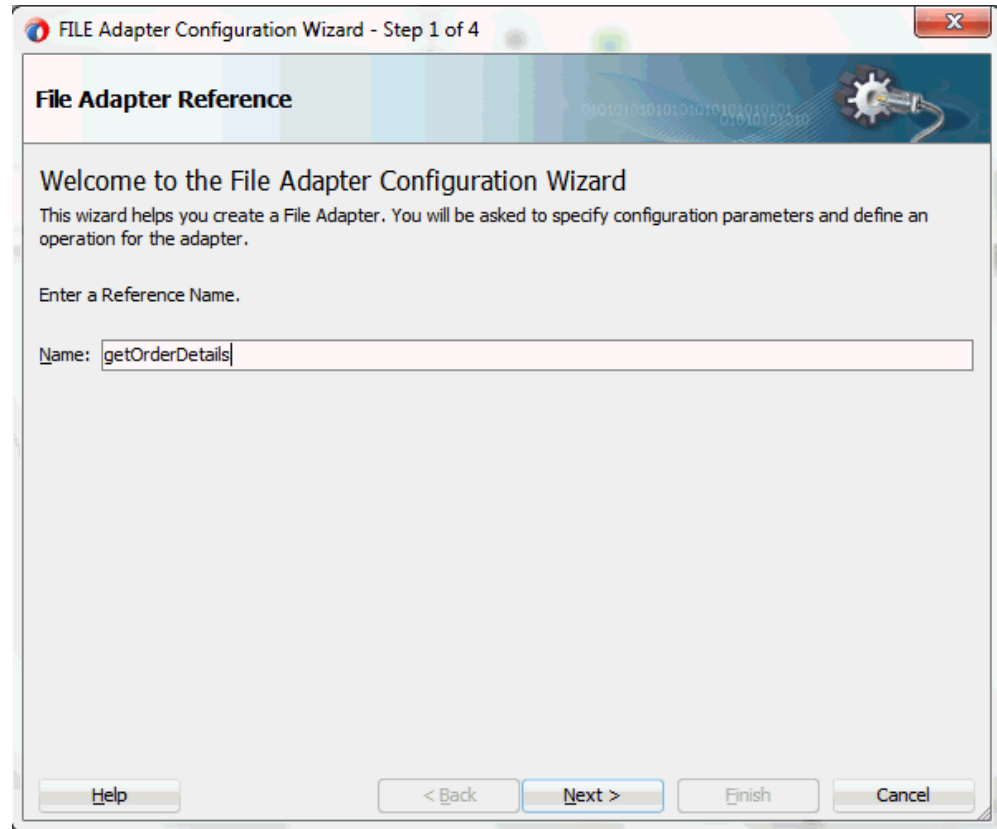 FILE Adapter Configuration Wizard - Step 1 of 4
File Adapter Reference
Welcome to the File Adapter Configuration Wizard
This wizard helps you create a File Adapter. You will be asked to specify configuration parameters and define an
operation for the adapter.
Enter a Reference Name.
Name: getOrderDetails
Help < Back Next > Finish Cancel